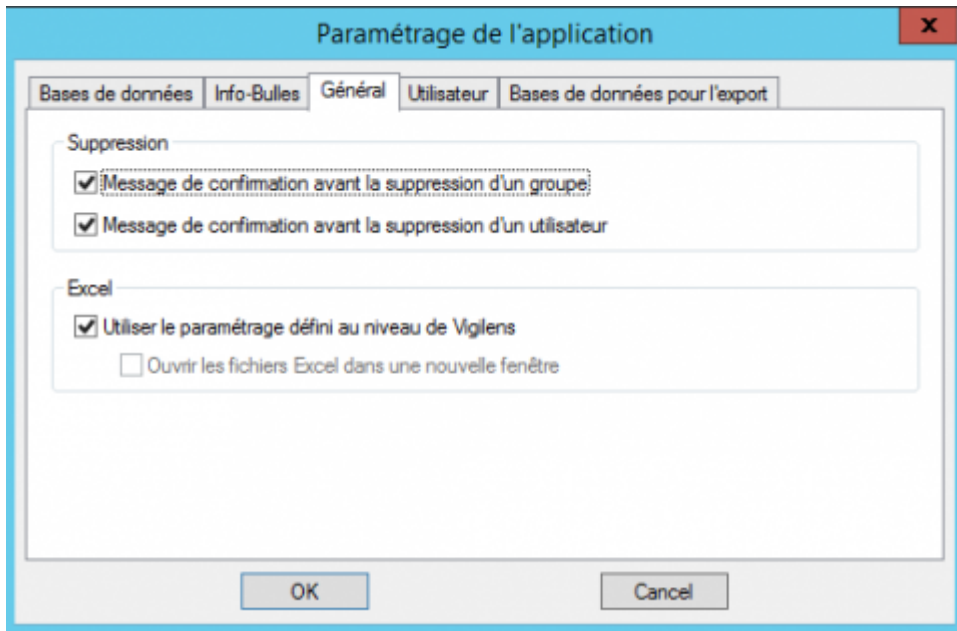 Paramétrage de l'application
x
Bases de données Info-Bulles Général Utilisateur Bases de données pour l'export
Suppression
Message de confirmation avant la suppression d'un groupe
Message de confirmation avant la suppression d'un utilisateur
Excel
Utiliser le paramétrage défini au niveau de Vigilens
Ouvrir les fichiers Excel dans une nouvelle fenêtre
OK Cancel